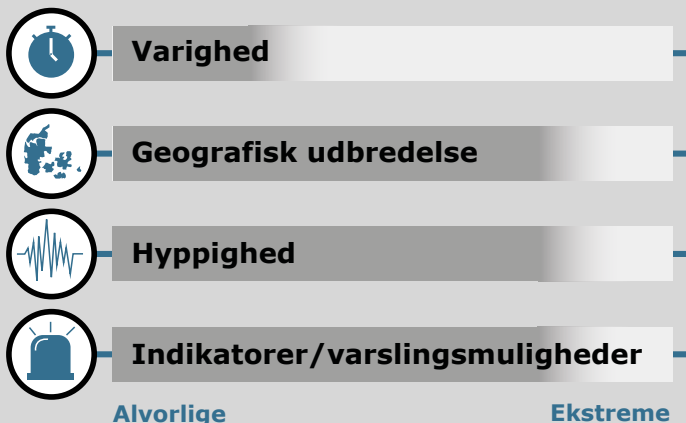 Varighed
Geografisk udbredelse
Hyppighed
Indikatorer/varslingsmuligheder
Alvorlige
Ekstreme